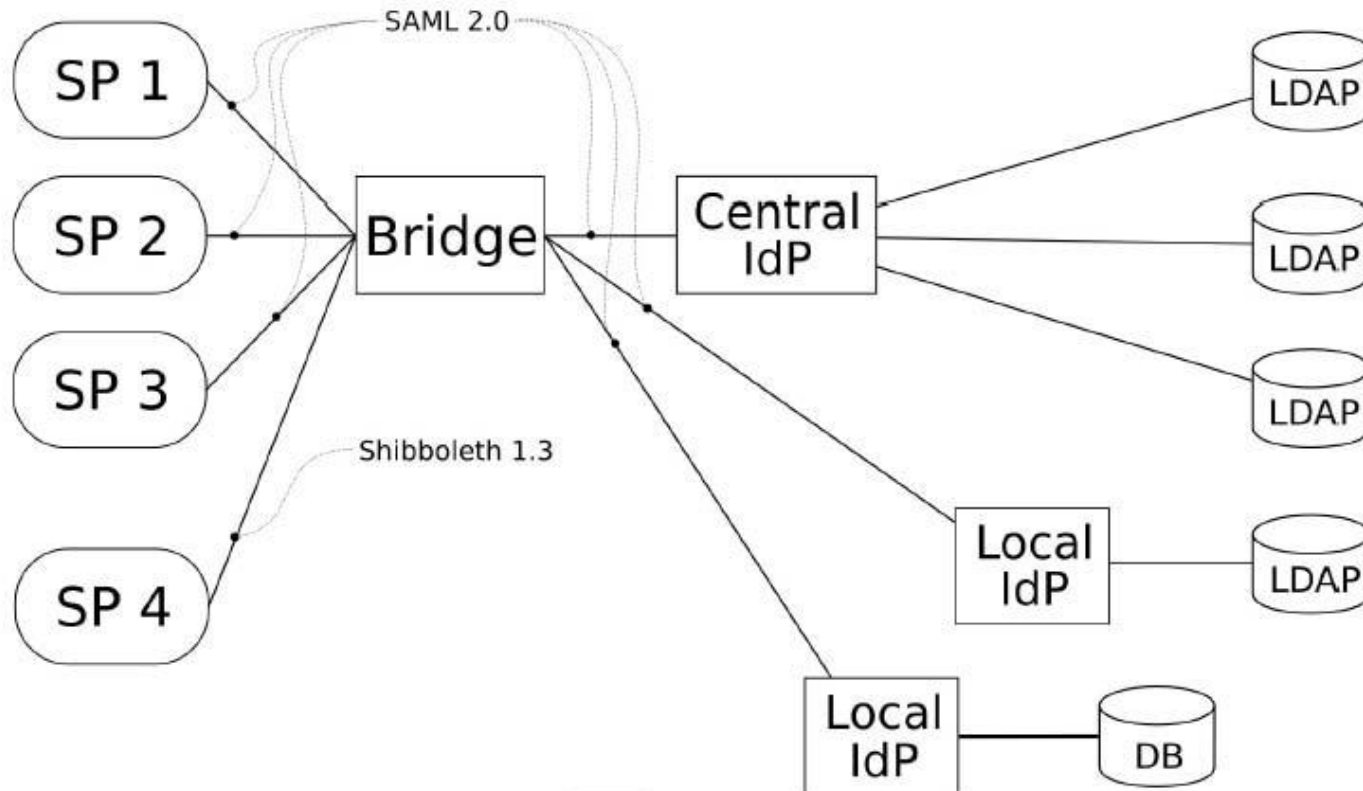 SAML 2.0
SP 1
LDAP
SP 2
Bridge
Central
IdP
LDAP
SP 3
LDAP
Shibboleth 1.3
SP 4
Local
IdP
LDAP
Local
IdP
DB